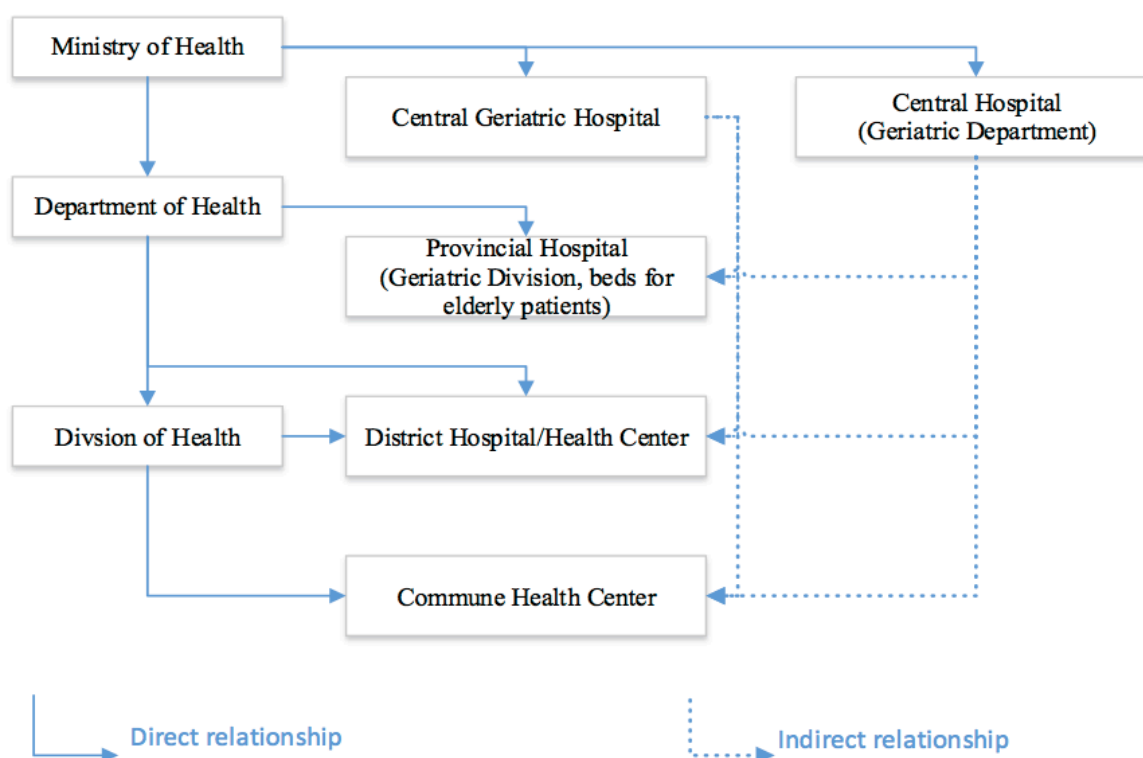 Ministry of Health
Central Geriatric Hospital
Central Hospital
(Geriatric Department)
Department of Health
Provincial Hospital
(Geriatric Division, beds for
elderly patients)
Divsion of Health
District Hospital/Health Center
Commune Health Center
Direct relationship
Indirect relationship